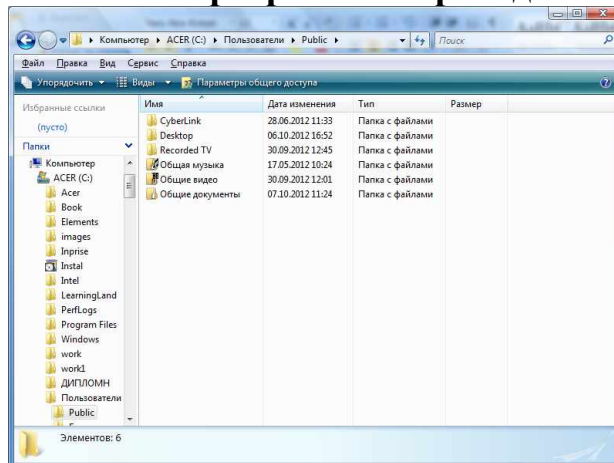 Компьютер ▸ ACER (C:) ▸ Пользователи ▸ Public ▸
Поиск
Файл Правка Вид Сервис Справка
Упорядочить Виды Параметры общего доступа
Избранные ссылки
(пусто)
Папки
Компьютер
ACER (C:)
Acer
Book
Elements
images
Inprise
Instal
Intel
LearningLand
PerfLogs
Program Files
Windows
work
work1
ДИПЛОМН
Пользователи
Public
Имя Дата изменения Тип Размер
CyberLink 28.06.2012 11:33 Папка с файлами
Desktop 06.10.2012 16:52 Папка с файлами
Recorded TV 30.09.2012 12:45 Папка с файлами
Общая музыка 17.05.2012 10:24 Папка с файлами
Общие видео 30.09.2012 12:01 Папка с файлами
Общие документы 07.10.2012 11:24 Папка с файлами
Элементов: 6